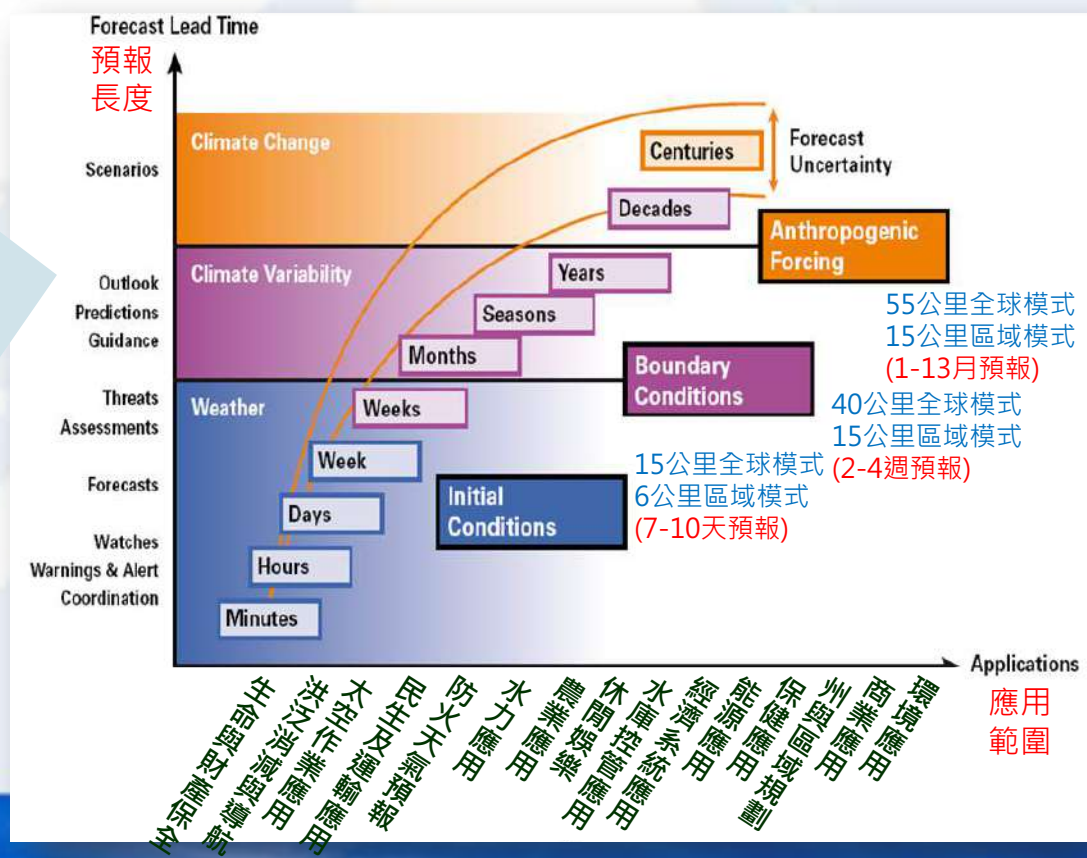 Forecast Lead Time
預報
長度
Climate Change
Scenarios
Centuries
Forecast
Uncertainty
Decades
Anthropogenic
Forcing
Climate Variability
Outlook
Predictions
Guidance
Years
Seasons
Months
55公里全球模式
15公里區域模式
(1-13月預報)
Boundary
Conditions
40公里全球模式
15公里區域模式
(2-4週預報)
Weather
Threats
Assessments
Weeks
Forecasts
Week
Days
Initial
Conditions
15公里全球模式
6公里區域模式
(7-10天預報)
Watches
Warnings & Alert
Coordination
Hours
Minutes
Applications
應用
範圍
生命與財產保全
洪泛消減與導航
太空作業應用
民生及運輸應用
防火天氣預報
水力應用
農業應用
休閒娛樂
水庫控管應用
經濟系統應用
能源應用
保健應用
州與區域規劃
商業應用
環境應用